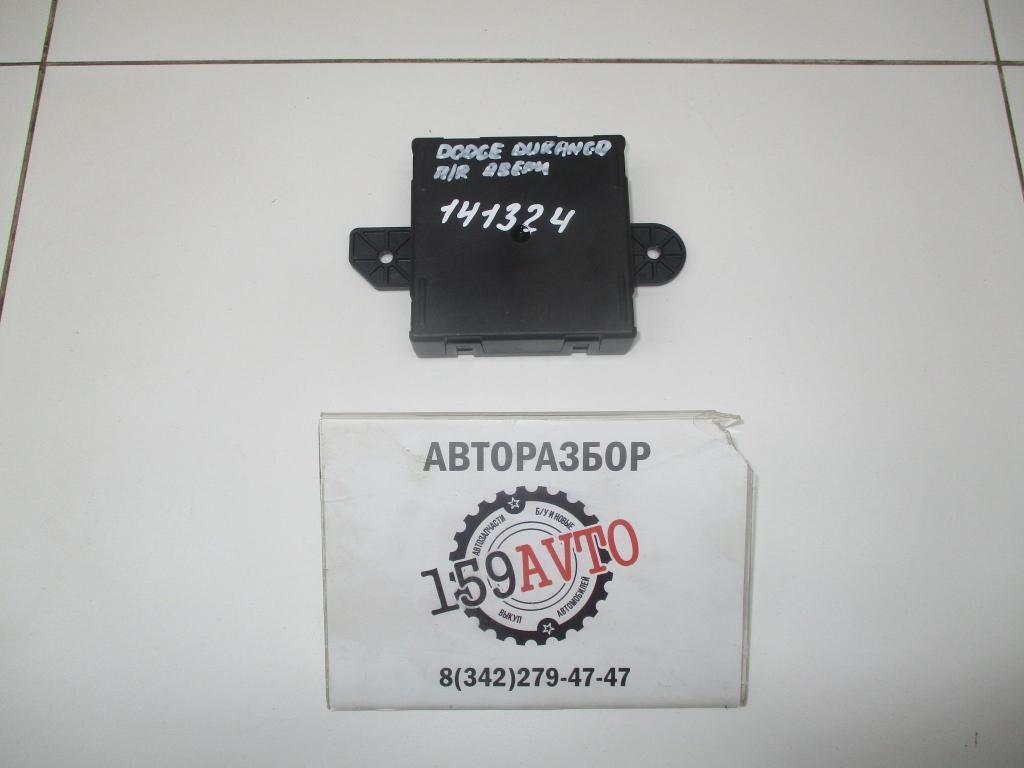 DODGE DURANGO
П/R ДВЕРИ
141324
АВТОРАЗБОР
АВТОЗАПЧАСТИ
Б/У И НОВЫЕ
159AVTO
ВЫКУП
АВТОМОБИЛЕЙ
8(342)279-47-47